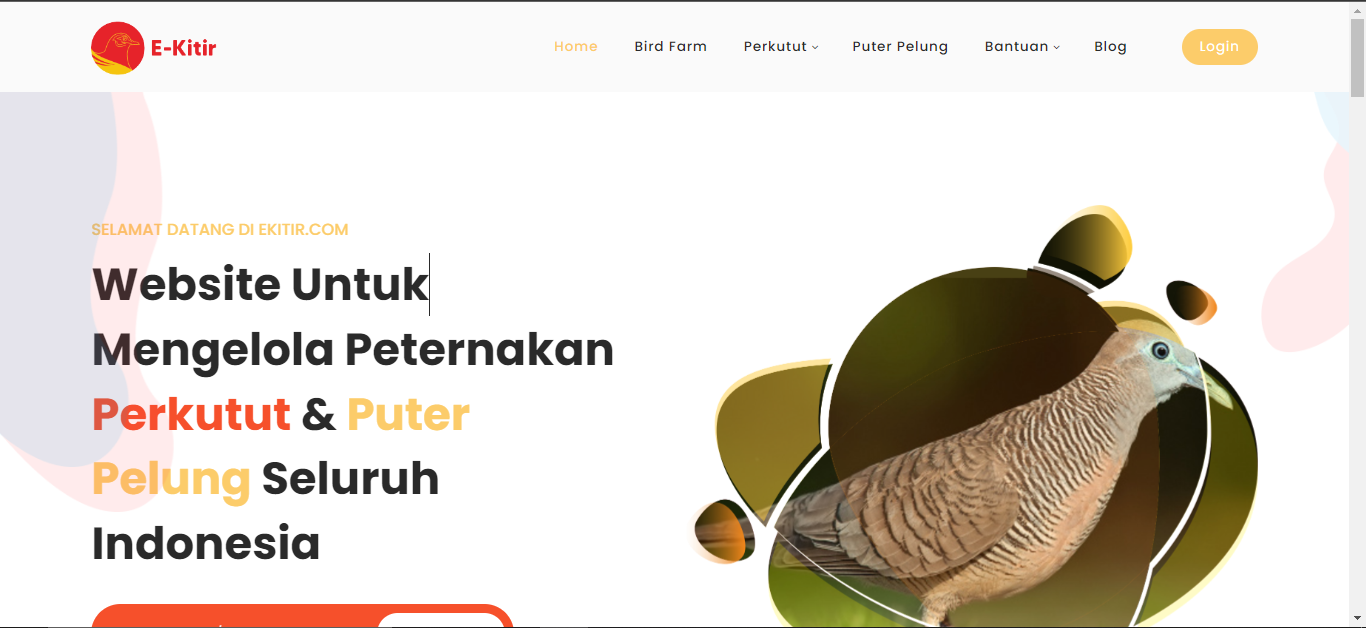 E-Kitir
Home
Bird Farm
Perkutut
Puter Pelung
Bantuan
Blog
Login
SELAMAT DATANG DI EKITIR.COM
Website Untuk
Mengelola Peternakan
Perkutut & Puter
Pelung Seluruh
Indonesia